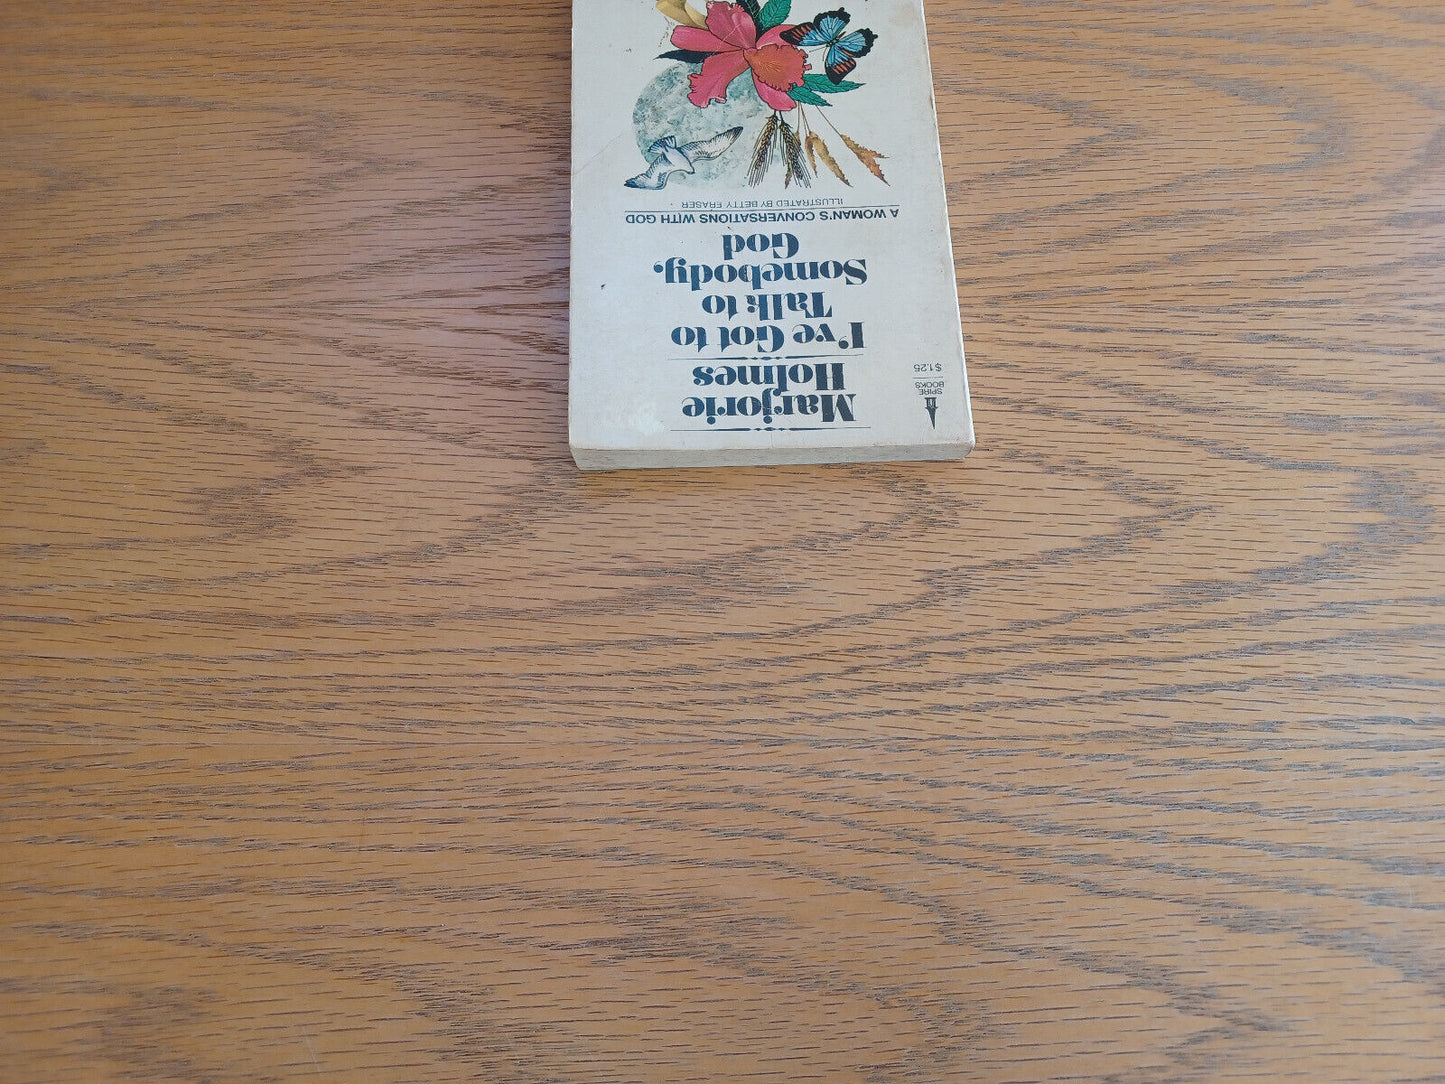 SPIRE
BOOKS
$1.25
Marjorie
Holmes
I've Got to
Talk to
Somebody,
God
A WOMAN'S CONVERSATIONS WITH GOD
ILLUSTRATED BY BETTY FRASER